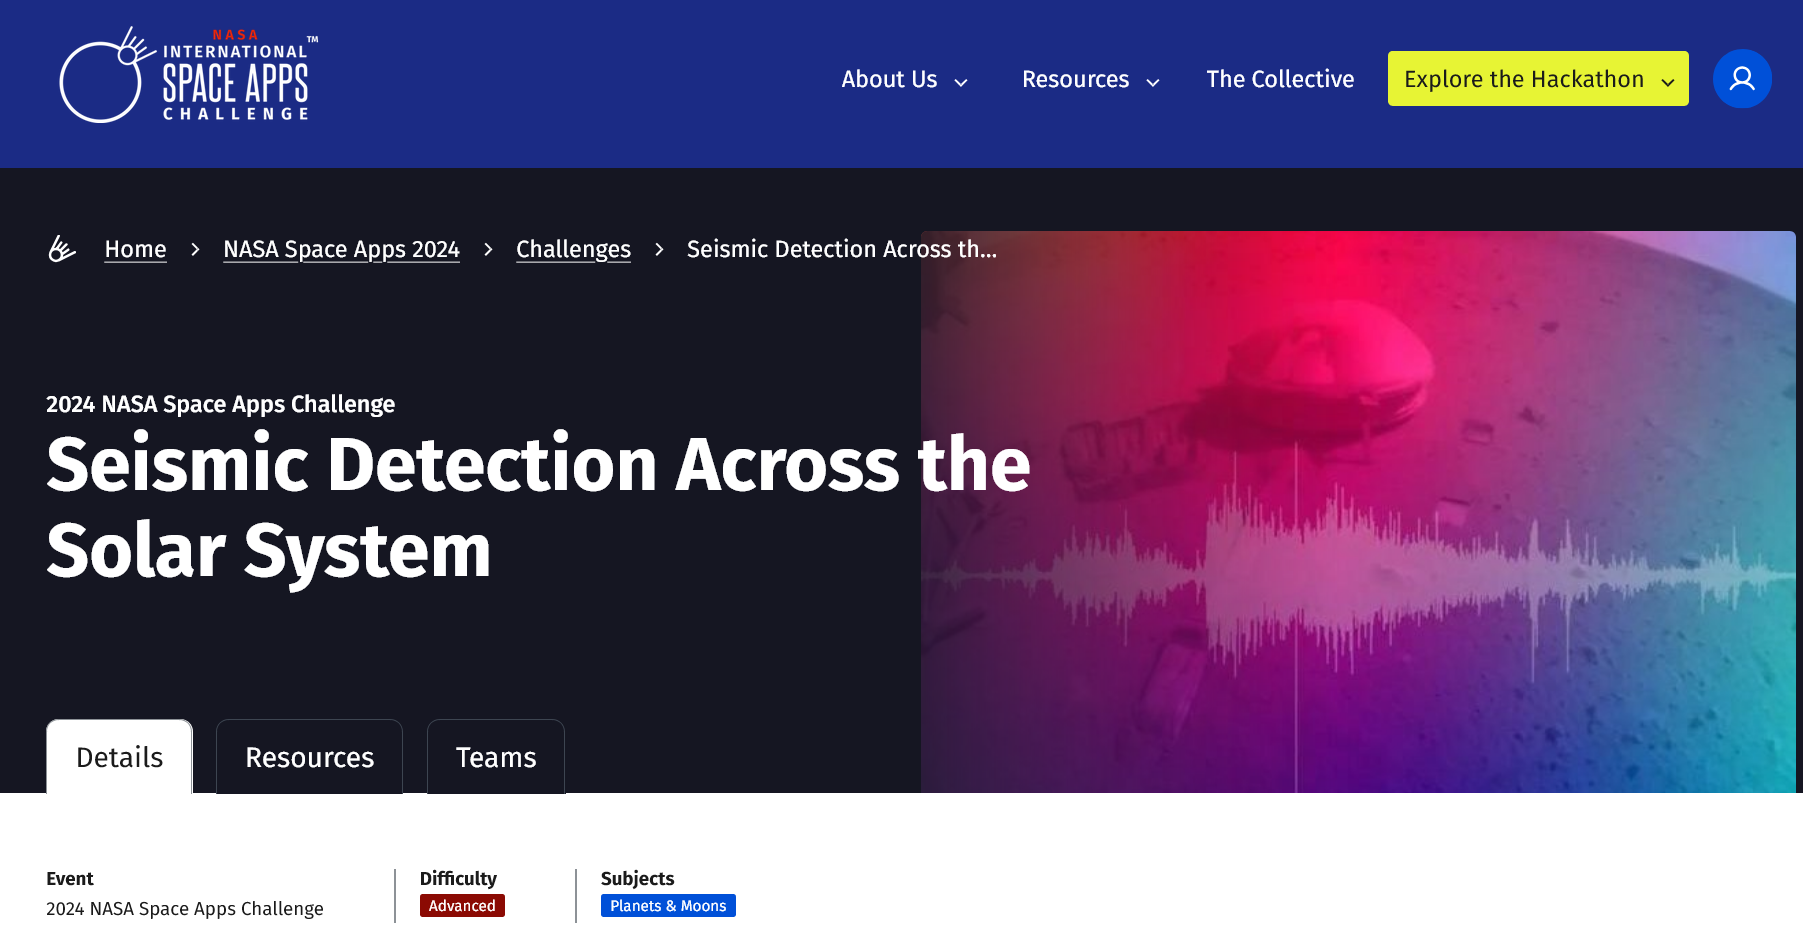 NASA
INTERNATIONAL™
SPACE APPS
CHALLENGE
About Us
Resources
The Collective
Explore the Hackathon
Home > NASA Space Apps 2024 > Challenges > Seismic Detection Across th...
2024 NASA Space Apps Challenge
Seismic Detection Across the
Solar System
Details
Resources
Teams
Event
2024 NASA Space Apps Challenge
Difficulty
Advanced
Subjects
Planets & Moons